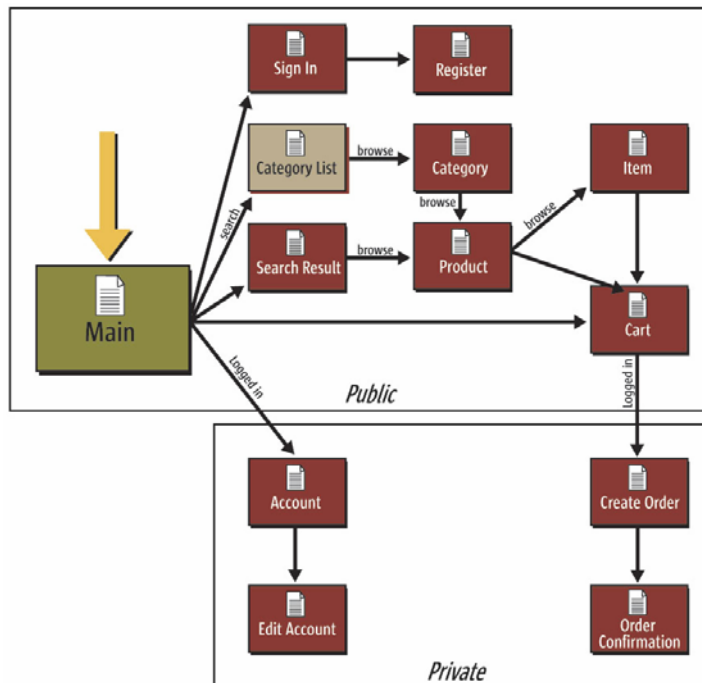 Sign In
Register
Category List
browse
Category
Item
search
browse
browse
Search Result
browse
Product
Main
Cart
Logged in
Logged in
Public
Account
Create Order
Edit Account
Order
Confirmation
Private